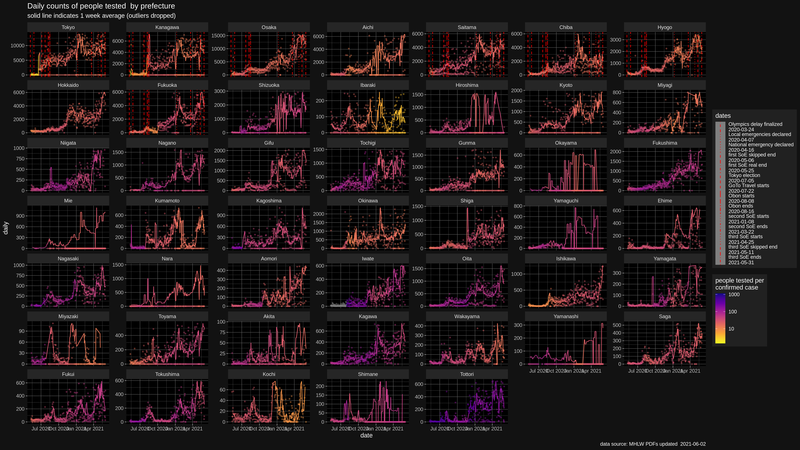 Daily counts of people tested by prefecture
solid line indicates 1 week average (outliers dropped)
Tokyo
Kanagawa
Osaka
Aichi
Saitama
Chiba
Hyogo
Hokkaido
Fukuoka
Shizuoka
Ibaraki
Hiroshima
Kyoto
Miyagi
Niigata
Nagano
Gifu
Tochigi
Gunma
Okayama
Fukushima
Mie
Kumamoto
Kagoshima
Okinawa
Shiga
Yamaguchi
Ehime
Nagasaki
Nara
Aomori
Iwate
Oita
Ishikawa
Yamagata
Miyazaki
Toyama
Akita
Kagawa
Wakayama
Yamanashi
Saga
Fukui
Tokushima
Kochi
Shimane
Tottori
daily
date
dates
Olympics delay finalized
2020-03-24
Local emergencies declared
2020-04-07
National emergency declared
2020-04-16
first SoE skipped end
2020-05-06
first SoE real end
2020-05-25
Tokyo election
2020-07-05
GoTo Travel starts
2020-07-22
Obon starts
2020-08-08
Obon ends
2020-08-16
second SoE starts
2021-01-08
second SoE ends
2021-03-22
third SoE starts
2021-04-25
third SoE skipped end
2021-05-11
third SoE ends
2021-05-31
people tested per
confirmed case
1000
100
10
data source: MHLW PDFs updated 2021-06-02